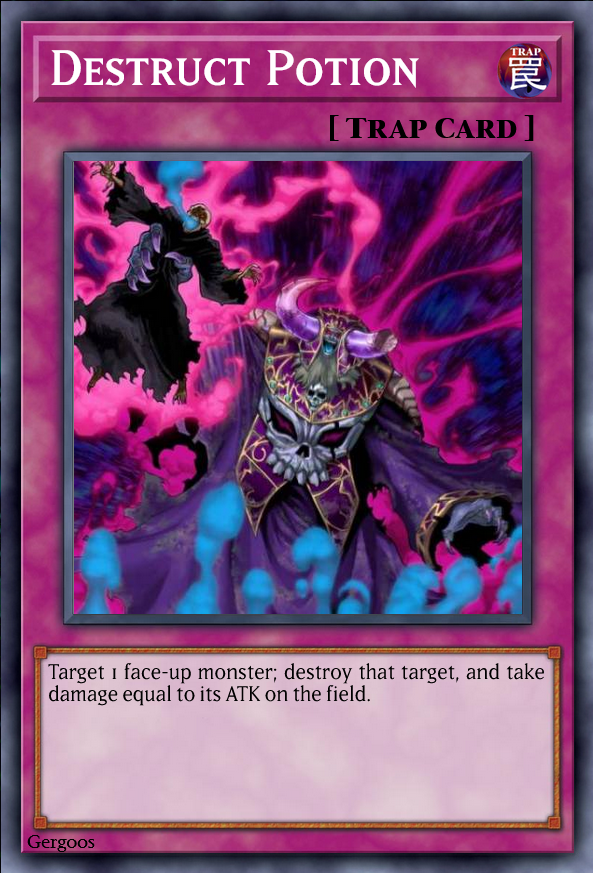 DESTRUCT POTION
TRAP
罠
[ TRAP CARD ]
Target 1 face-up monster; destroy that target, and take
damage equal to its ATK on the field.
Gergoos